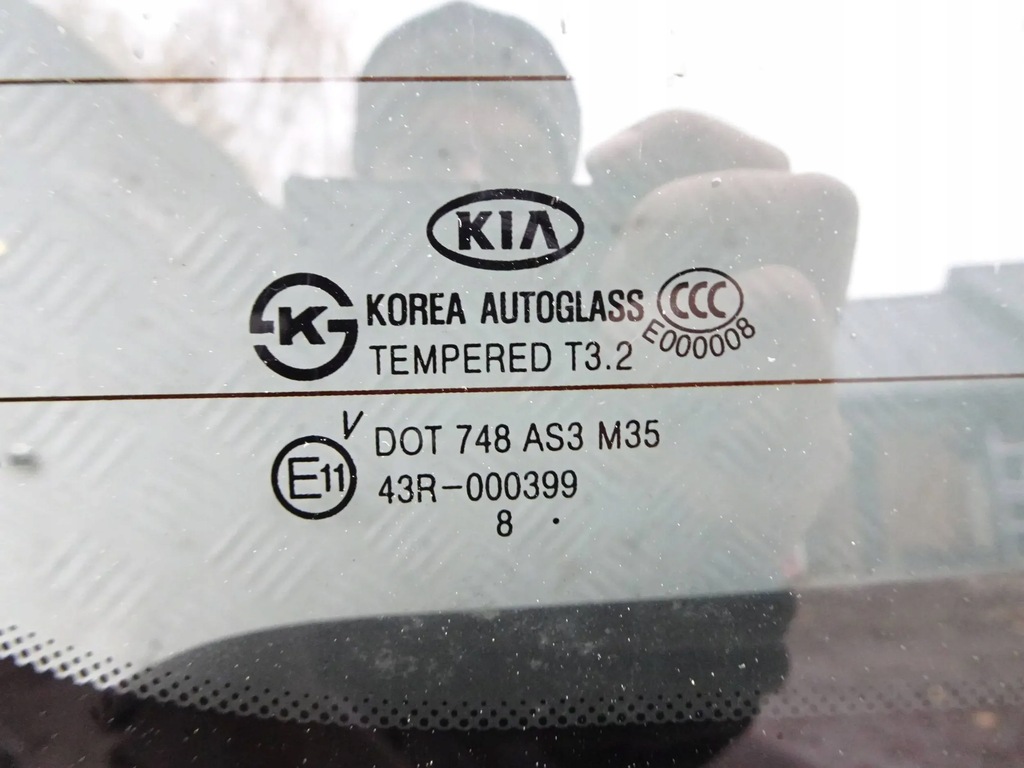 KIA
K KOREA AUTOGLASS CCC
TEMPERED T3.2 E000008
V DOT 748 AS3 M35
E11 43R-000399
8 .